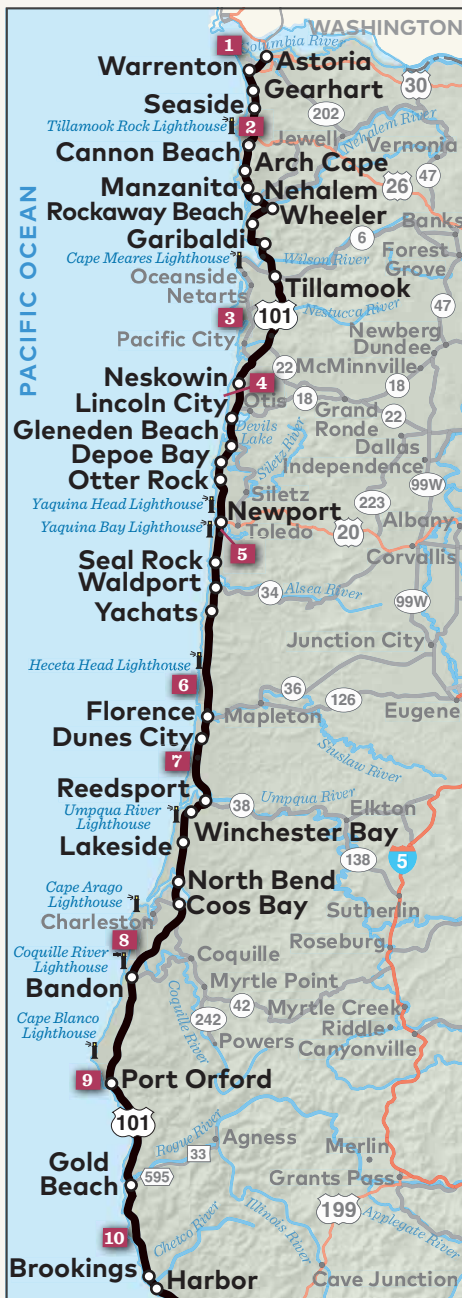 WASHINGTON
1
Columbia River
Astoria
Warrenton
Gearhart
30
Seaside
202
Tillamook Rock Lighthouse
2
Jewell
Nehalem River
Vernonia
Cannon Beach
Arch Cape
47
Manzanita
Nehalem
26
Rockaway Beach
Wheeler
Banks
Garibaldi
6
Forest
Grove
Cape Meares Lighthouse
Wilson River
Oceanside
Tillamook
Netarts
PACIFIC OCEAN
3
101
Nestucca River
47
Pacific City
Newberg
Dundee
22
McMinnville
Neskowin
4
18
Lincoln City
Otis
18
Grand
Ronde
22
Gleneden Beach
Devils
Lake
Siletz River
Dallas
Depoe Bay
Independence
Otter Rock
99W
Siletz
223
Yaquina Head Lighthouse
Newport
Albany
Yaquina Bay Lighthouse
Toledo
20
5
Corvallis
Seal Rock
Waldport
34
Alsea River
99W
Yachats
Junction City
Heceta Head Lighthouse
6
36
126
Florence
Mapleton
Eugene
Dunes City
7
Siuslaw River
Reedsport
38
Umpqua River
Elkton
Umpqua River
Lighthouse
Winchester Bay
Lakeside
138
5
North Bend
Cape Arago
Lighthouse
Coos Bay
Sutherlin
Charleston
8
Roseburg
Coquille River
Lighthouse
Coquille
Bandon
Myrtle Point
42
Myrtle Creek
Coquille River
242
Riddle
Cape Blanco
Lighthouse
Powers
Canyonville
9
Port Orford
101
Rogue River
Agness
33
Merlin
Gold
Beach
595
Grants Pass
199
Applegate River
Illinois River
10
Chetco River
Brookings
Harbor
Cave Junction